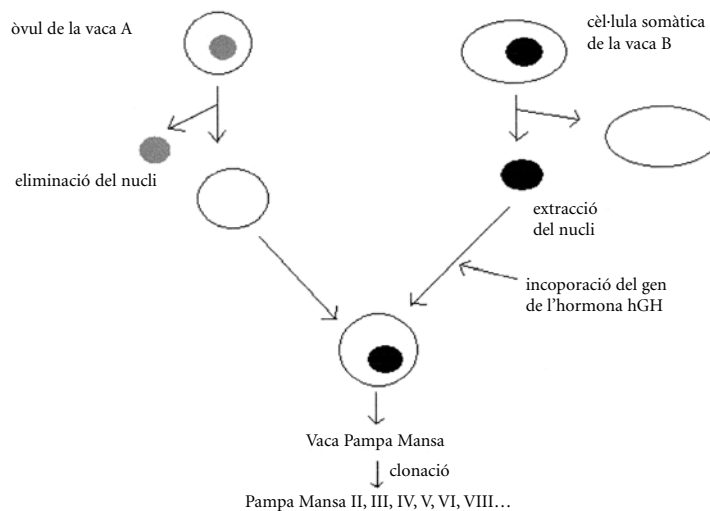 òvul de la vaca A
cèl·lula somàtica
de la vaca B
eliminació del nucli
extracció
del nucli
incoporació del gen
de l'hormona hGH
Vaca Pampa Mansa
clonació
Pampa Mansa II, III, IV, V, VI, VIII…